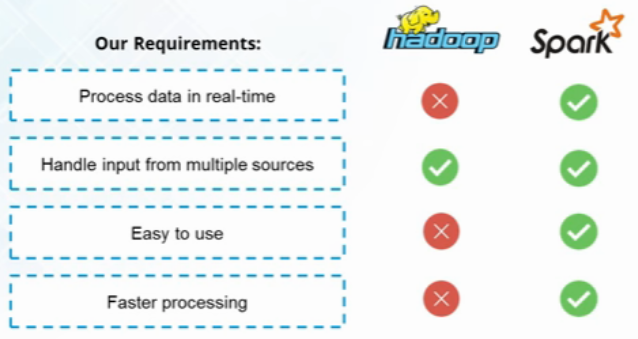 Our Requirements:
hadoop
Spark
Process data in real-time
Handle input from multiple sources
Easy to use
Faster processing